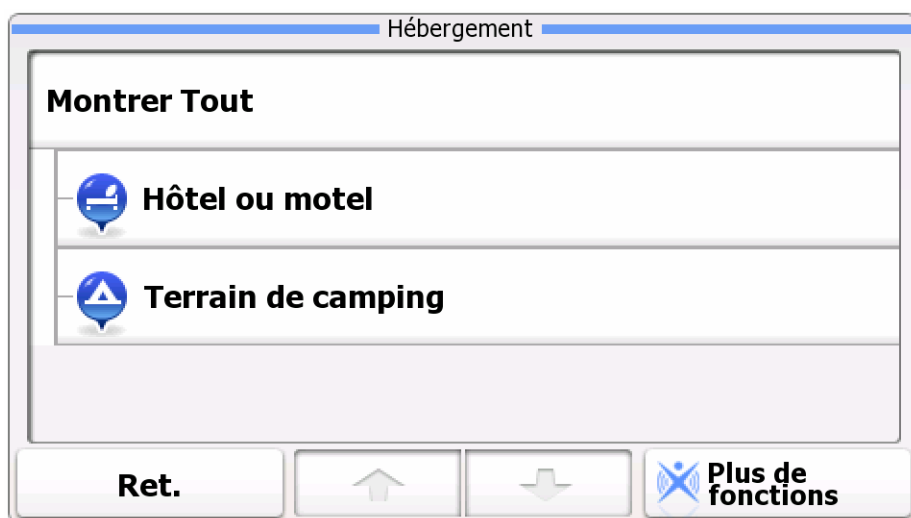 Hébergement
Montrer Tout
Hôtel ou motel
Terrain de camping
Ret.
Plus de
fonctions